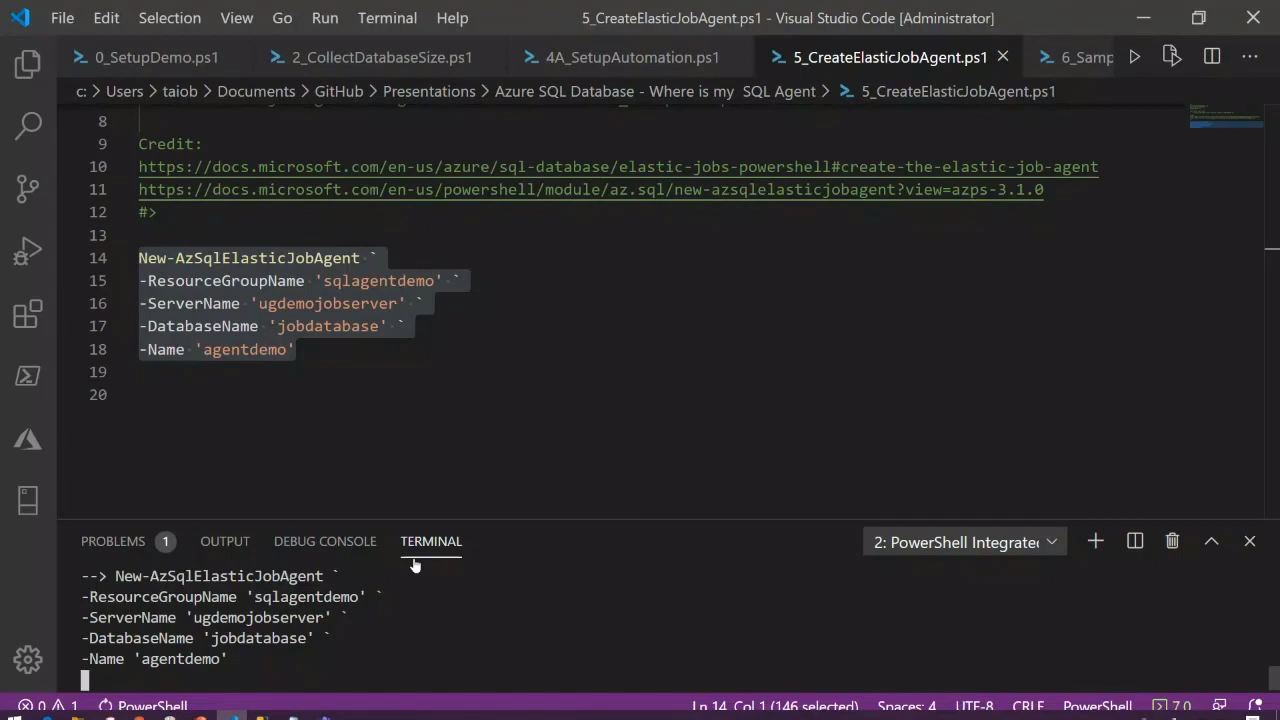 File Edit Selection View Go Run Terminal Help 5_CreateElasticJobAgent.ps1 - Visual Studio Code [Administrator]
0_SetupDemo.ps1 2_CollectDatabaseSize.ps1 4A_SetupAutomation.ps1 5_CreateElasticJobAgent.ps1 6_Samp
c: > Users > taiob > Documents > GitHub > Presentations > Azure SQL Database - Where is my SQL Agent > 5_CreateElasticJobAgent.ps1
8
9 Credit:
10 https://docs.microsoft.com/en-us/azure/sql-database/elastic-jobs-powershell#create-the-elastic-job-agent
11 https://docs.microsoft.com/en-us/powershell/module/az.sql/new-azsqlelasticjobagent?view=azps-3.1.0
12 #>
13
14 New-AzSqlElasticJobAgent `
15 -ResourceGroupName 'sqlagentdemo' `
16 -ServerName 'ugdemojobserver' `
17 -DatabaseName 'jobdatabase' `
18 -Name 'agentdemo'
19
20
PROBLEMS 1 OUTPUT DEBUG CONSOLE TERMINAL 2: PowerShell Integrate
--> New-AzSqlElasticJobAgent `
-ResourceGroupName 'sqlagentdemo' `
-ServerName 'ugdemojobserver' `
-DatabaseName 'jobdatabase' `
-Name 'agentdemo'
0 1 PowerShell Ln 14, Col 1 (146 selected) Spaces: 4 UTF-8 CRLF PowerShell 7.0